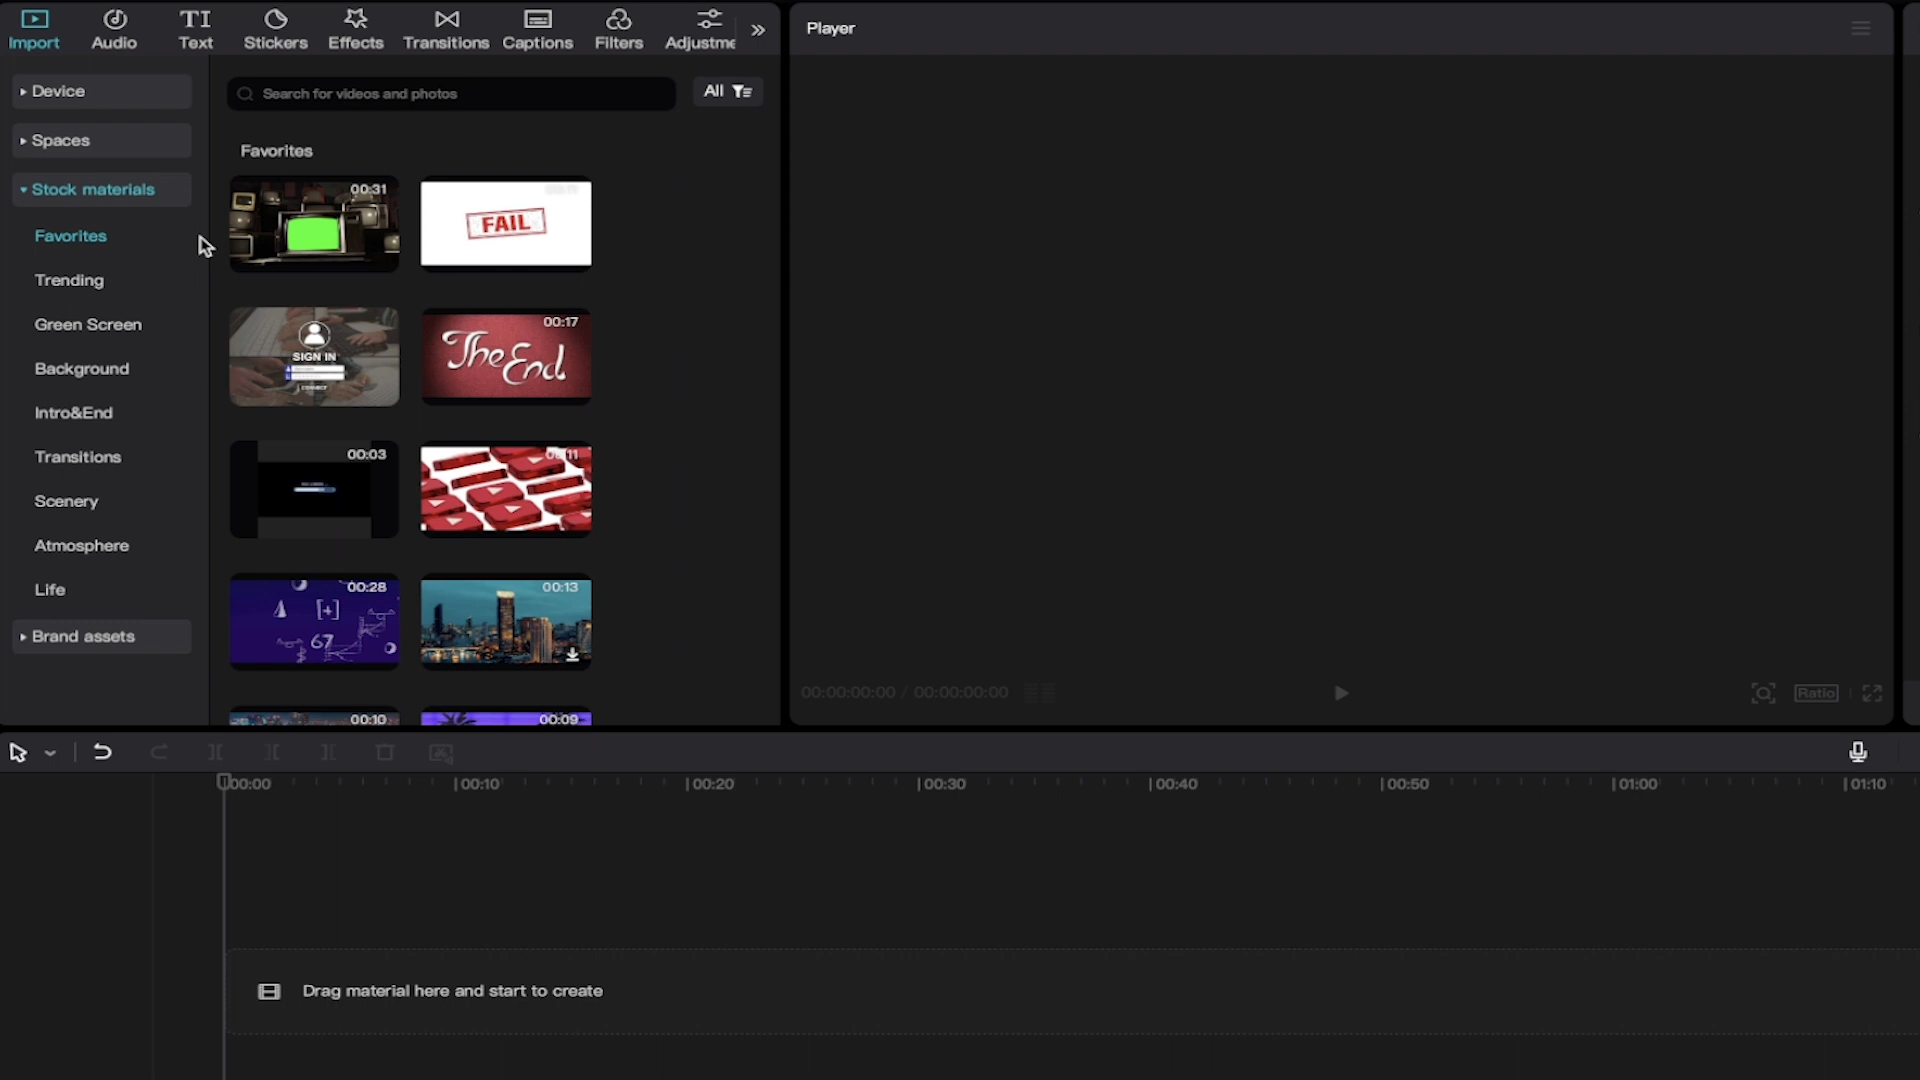 Import Audio Text Stickers Effects Transitions Captions Filters Adjustme
Player
Device
Spaces
Stock materials
Favorites
Trending
Green Screen
Background
Intro&End
Transitions
Scenery
Atmosphere
Life
Brand assets
Search for videos and photos
All
Favorites
00:31
FAIL
SIGN IN
CONNECT
00:17
The End
00:03
00:11
00:28
[+]
67
00:13
00:10
00:09
00:00:00:00 / 00:00:00:00
Ratio
00:00 00:10 00:20 00:30 00:40 00:50 01:00 01:10
Drag material here and start to create